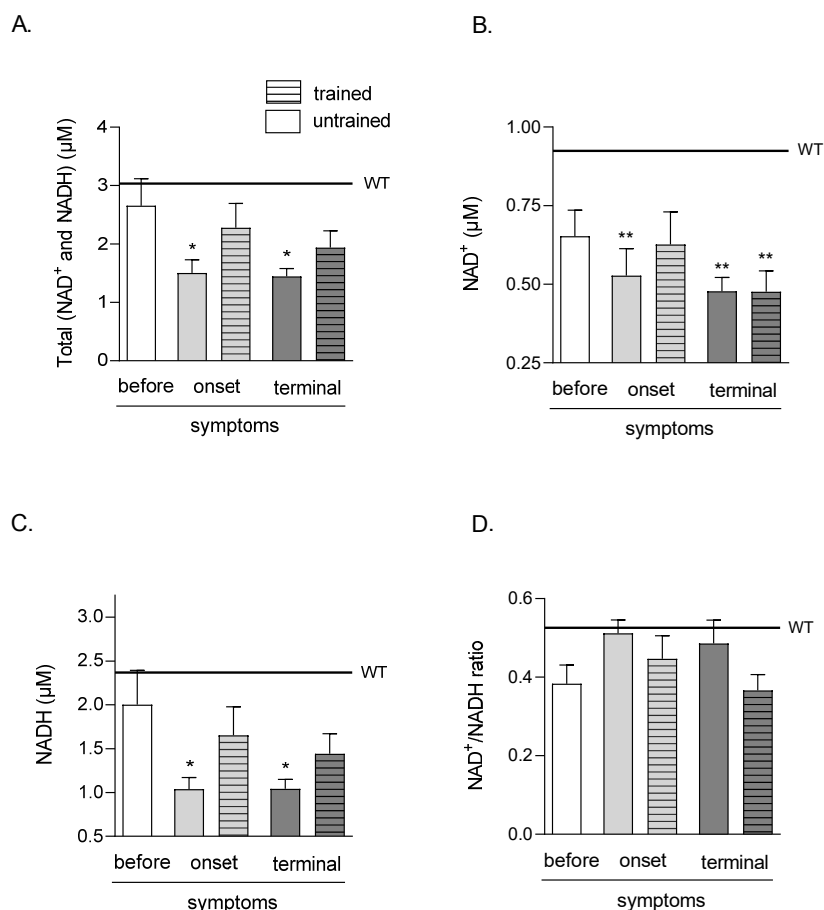 A.
trained
untrained
Total (NAD+ and NADH) (µM)
4
3
2
1
0
WT
*
*
before onset terminal
symptoms
B.
NAD+ (µM)
1.00
0.75
0.50
0.25
WT
**
**
**
before onset terminal
symptoms
C.
NADH (µM)
3.0
2.5
2.0
1.5
1.0
0.5
WT
*
*
before onset terminal
symptoms
D.
NAD+/NADH ratio
0.6
0.4
0.2
0.0
WT
before onset terminal
symptoms